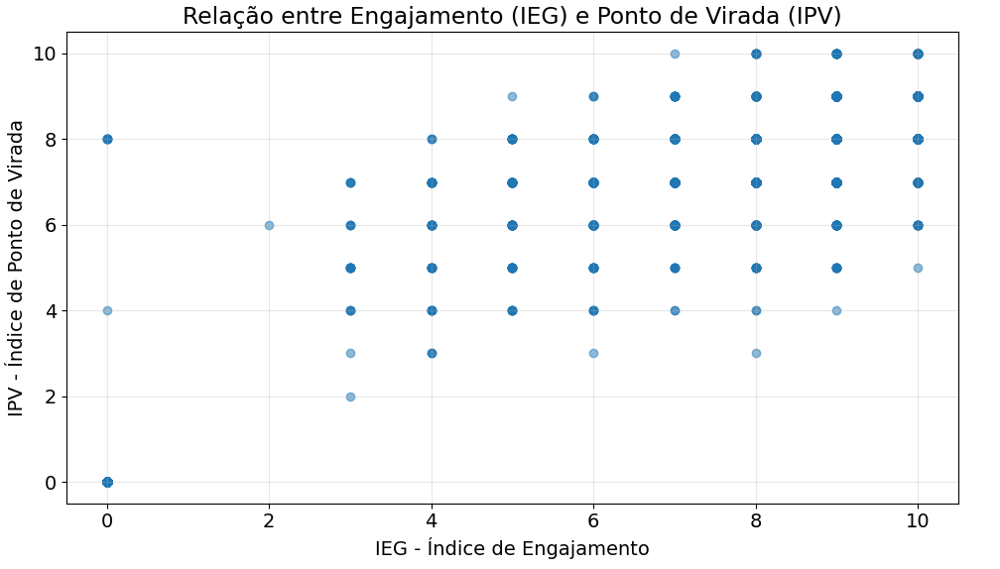 Relação entre Engajamento (IEG) e Ponto de Virada (IPV)
IPV - Índice de Ponto de Virada
10
8
6
4
2
0
0 2 4 6 8 10
IEG - Índice de Engajamento